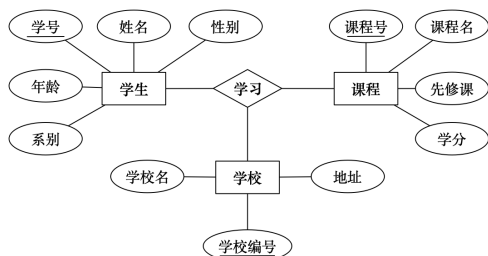 学号
姓名
性别
课程号
课程名
年龄
学生
学习
课程
先修课
系别
学分
学校名
学校
地址
学校编号